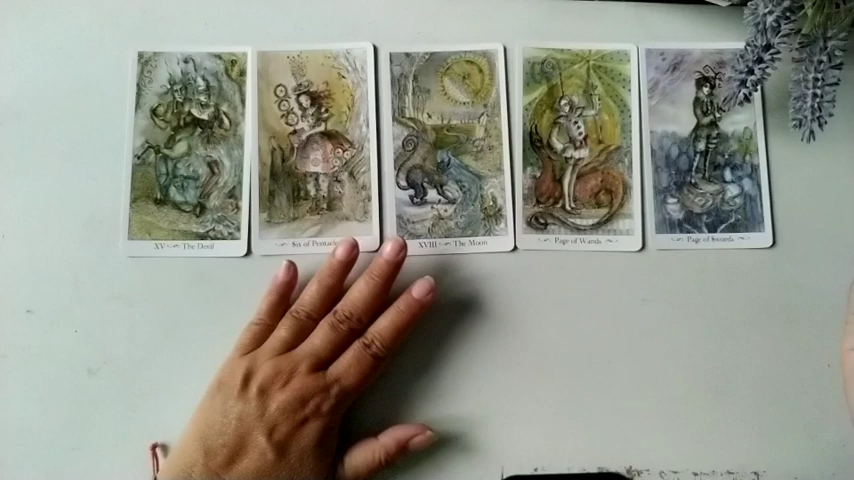 XV The Devil
Six of Pentacles
XVIII The Moon
Page of Wands
Page of Swords